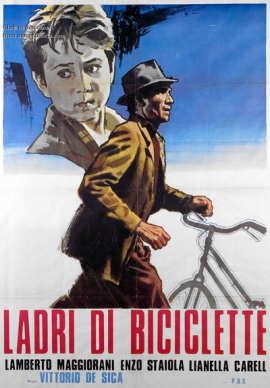 LADRI DI BICICLETTE
LAMBERTO MAGGIORANI ENZO STAIOLA LIANELLA CARELL
VITTORIO DE SICA
P.D.S.